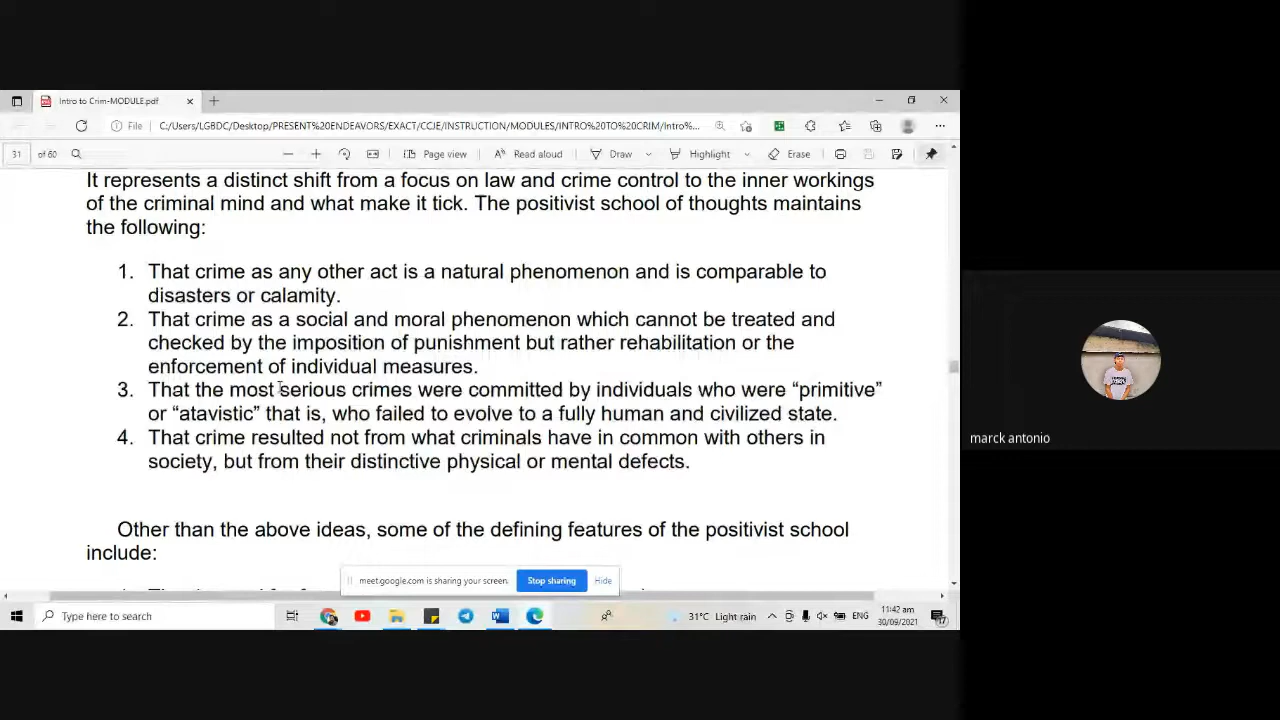 Intro to Crim-MODULE.pdf
File C:/Users/LGBDC/Desktop/PRESENT%20ENDEAVORS/EXACT/CCJE/INSTRUCTION/MODULES/INTRO%20TO%20CRIM/Intro%...
31 of 60 Page view Read aloud Draw Highlight Erase
It represents a distinct shift from a focus on law and crime control to the inner workings
of the criminal mind and what make it tick. The positivist school of thoughts maintains
the following:
1. That crime as any other act is a natural phenomenon and is comparable to
disasters or calamity.
2. That crime as a social and moral phenomenon which cannot be treated and
checked by the imposition of punishment but rather rehabilitation or the
enforcement of individual measures.
3. That the most serious crimes were committed by individuals who were “primitive”
or “atavistic” that is, who failed to evolve to a fully human and civilized state.
4. That crime resulted not from what criminals have in common with others in
society, but from their distinctive physical or mental defects.
marck antonio
Other than the above ideas, some of the defining features of the positivist school
include:
meet.google.com is sharing your screen. Stop sharing Hide
Type here to search 31°C Light rain ENG 11:42 am
30/09/2021